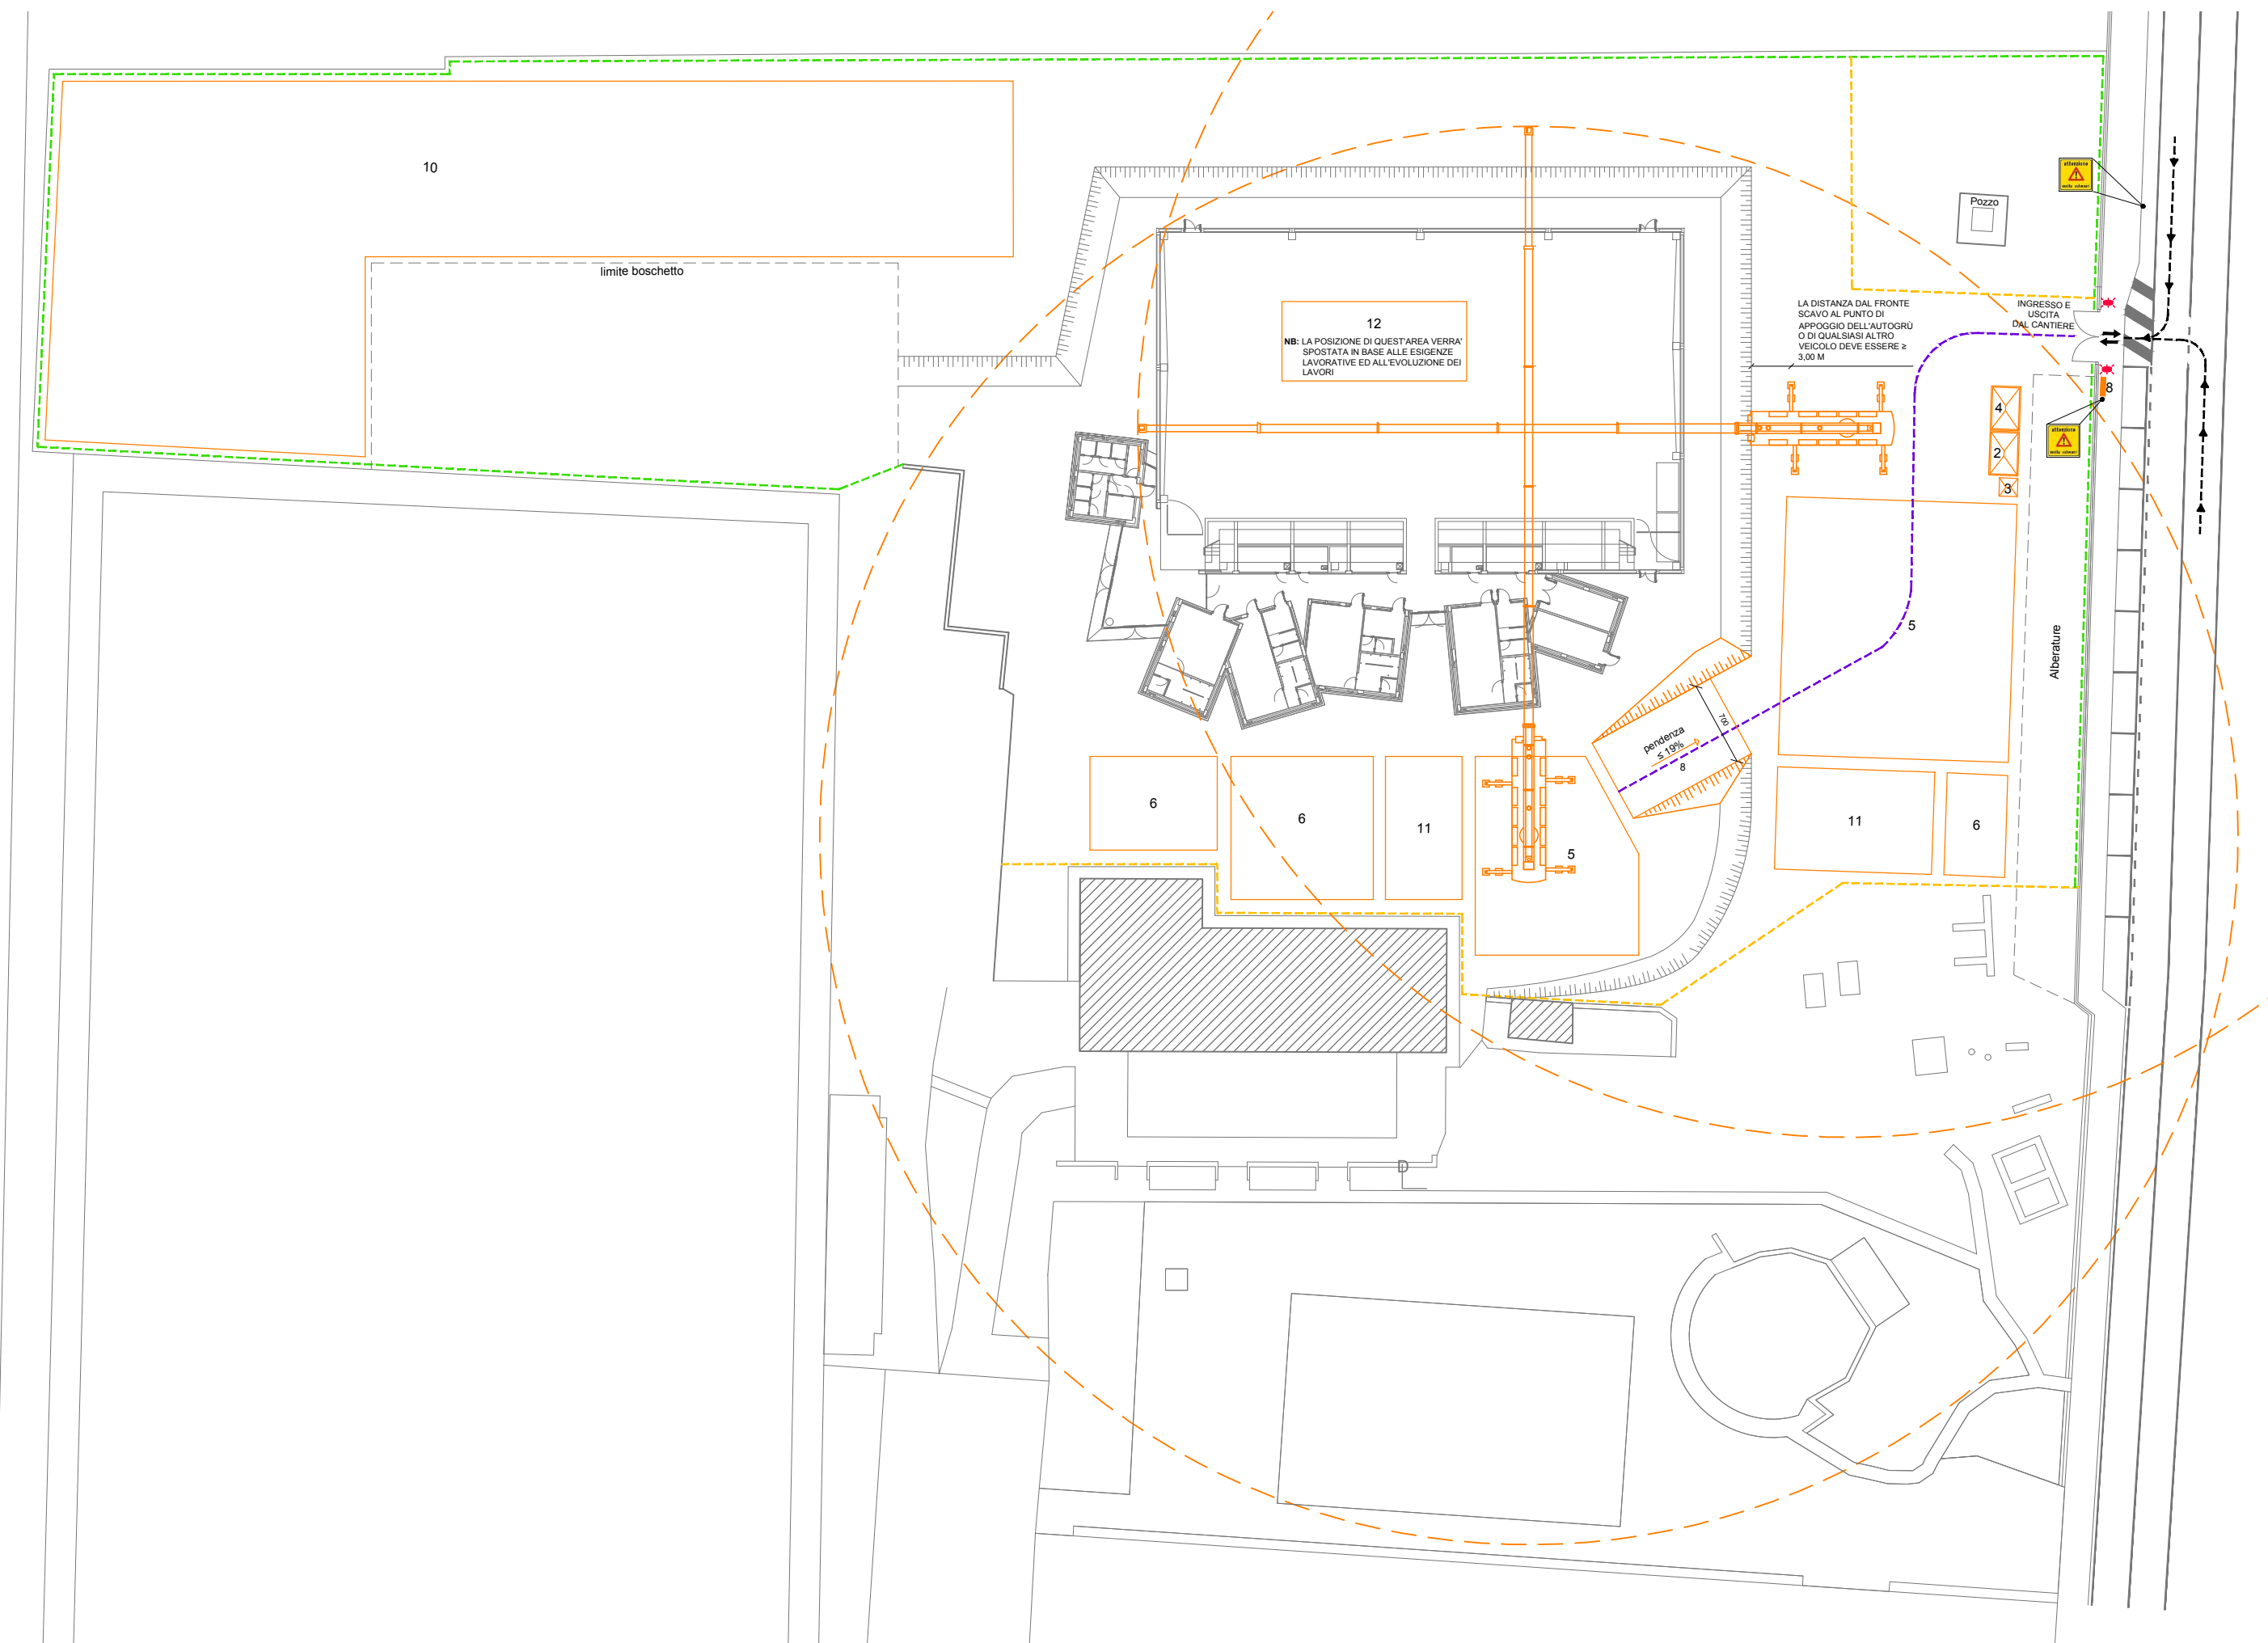 10
limite boschetto
12
NB: LA POSIZIONE DI QUEST'AREA VERRA'
SPOSTATA IN BASE ALLE ESIGENZE
LAVORATIVE ED ALL'EVOLUZIONE DEI
LAVORI
LA DISTANZA DAL FRONTE
SCAVO AL PUNTO DI
APPOGGIO DELL'AUTOGRÙ
O DI QUALSIASI ALTRO
VEICOLO DEVE ESSERE ≥
3,00 M
Pozzo
INGRESSO E
USCITA
DAL CANTIERE
attenzione
8
attenzione
4
2
3
5
Alberature
700
pendenza
≤ 19%
8
6
6
11
5
11
6
D